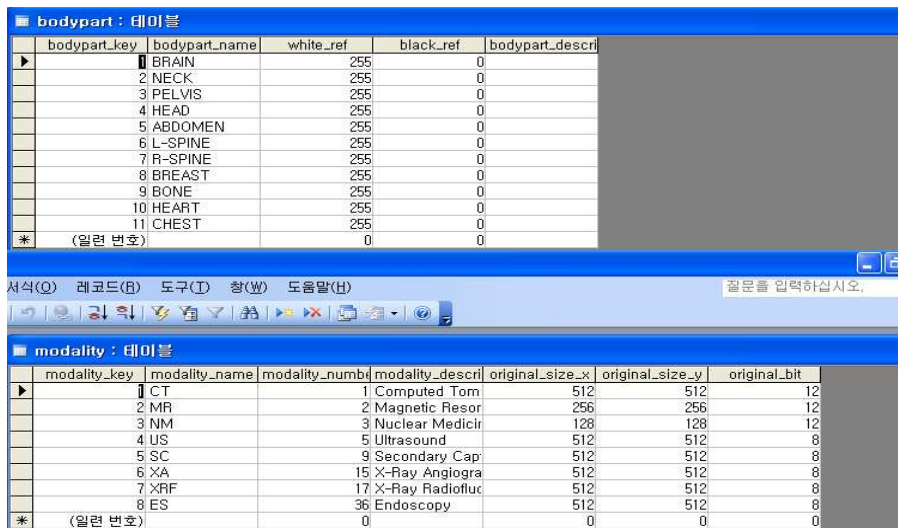 bodypart : 테이블
bodypart_key bodypart_name white_ref black_ref bodypart_descri
1 BRAIN 255 0
2 NECK 255 0
3 PELVIS 255 0
4 HEAD 255 0
5 ABDOMEN 255 0
6 L-SPINE 255 0
7 R-SPINE 255 0
8 BREAST 255 0
9 BONE 255 0
10 HEART 255 0
11 CHEST 255 0
(일련 번호) 0 0
서식(O) 레코드(R) 도구(T) 창(W) 도움말(H) 질문을 입력하십시오.
modality : 테이블
modality_key modality_name modality_numbe modality_descri original_size_x original_size_y original_bit
1 CT 1 Computed Tom 512 512 12
2 MR 2 Magnetic Resor 256 256 12
3 NM 3 Nuclear Medicir 128 128 12
4 US 5 Ultrasound 512 512 8
5 SC 9 Secondary Cap 512 512 8
6 XA 15 X-Ray Angiogra 512 512 8
7 XRF 17 X-Ray Radiofluc 512 512 8
8 ES 36 Endoscopy 512 512 8
(일련 번호) 0 0 0 0